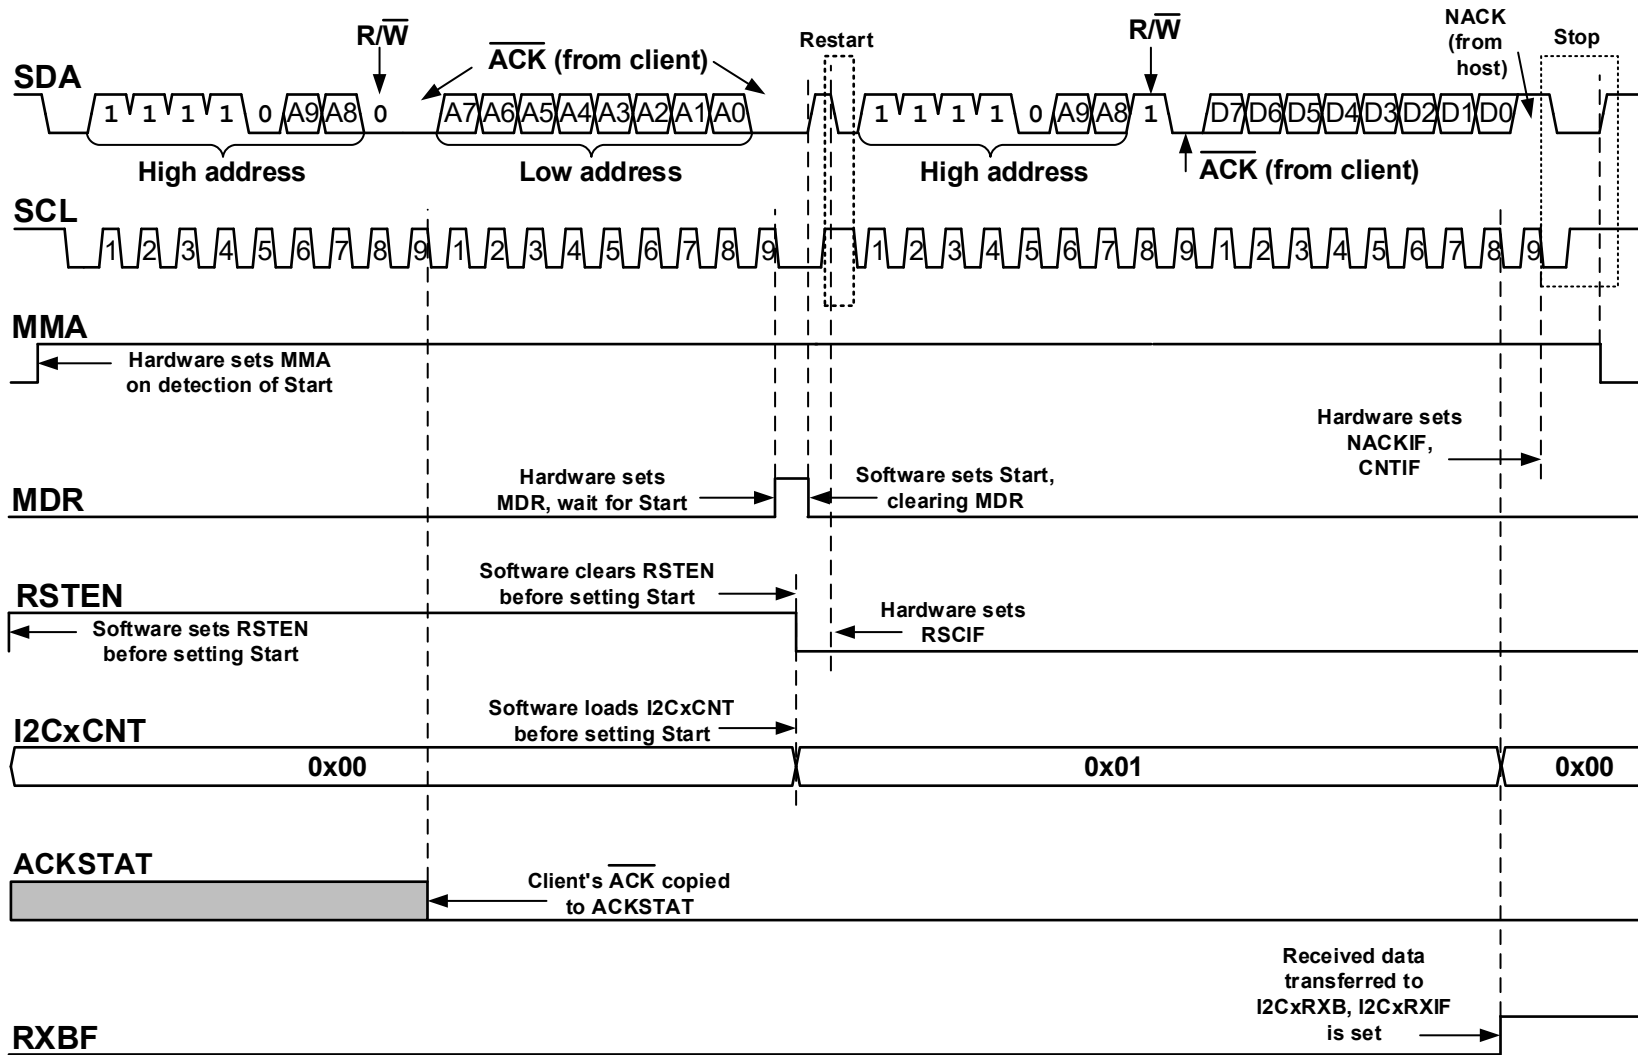 R/W
ACK (from client)
Restart
R/W
NACK
(from
host)
Stop
SDA
1 1 1 1 0 A9 A8 0 A7 A6 A5 A4 A3 A2 A1 A0 1 1 1 1 0 A9 A8 1 D7 D6 D5 D4 D3 D2 D1 D0
High address
Low address
High address
ACK (from client)
SCL
1 2 3 4 5 6 7 8 9 1 2 3 4 5 6 7 8 9 1 2 3 4 5 6 7 8 9 1 2 3 4 5 6 7 8 9
MMA
Hardware sets MMA
on detection of Start
Hardware sets
NACKIF,
CNTIF
MDR
Hardware sets
MDR, wait for Start
Software sets Start,
clearing MDR
RSTEN
Software sets RSTEN
before setting Start
Software clears RSTEN
before setting Start
Hardware sets
RSCIF
I2CxCNT
Software loads I2CxCNT
before setting Start
0x00
0x01
0x00
ACKSTAT
Client's ACK copied
to ACKSTAT
RXBF
Received data
transferred to
I2CxRXB, I2CxRXIF
is set